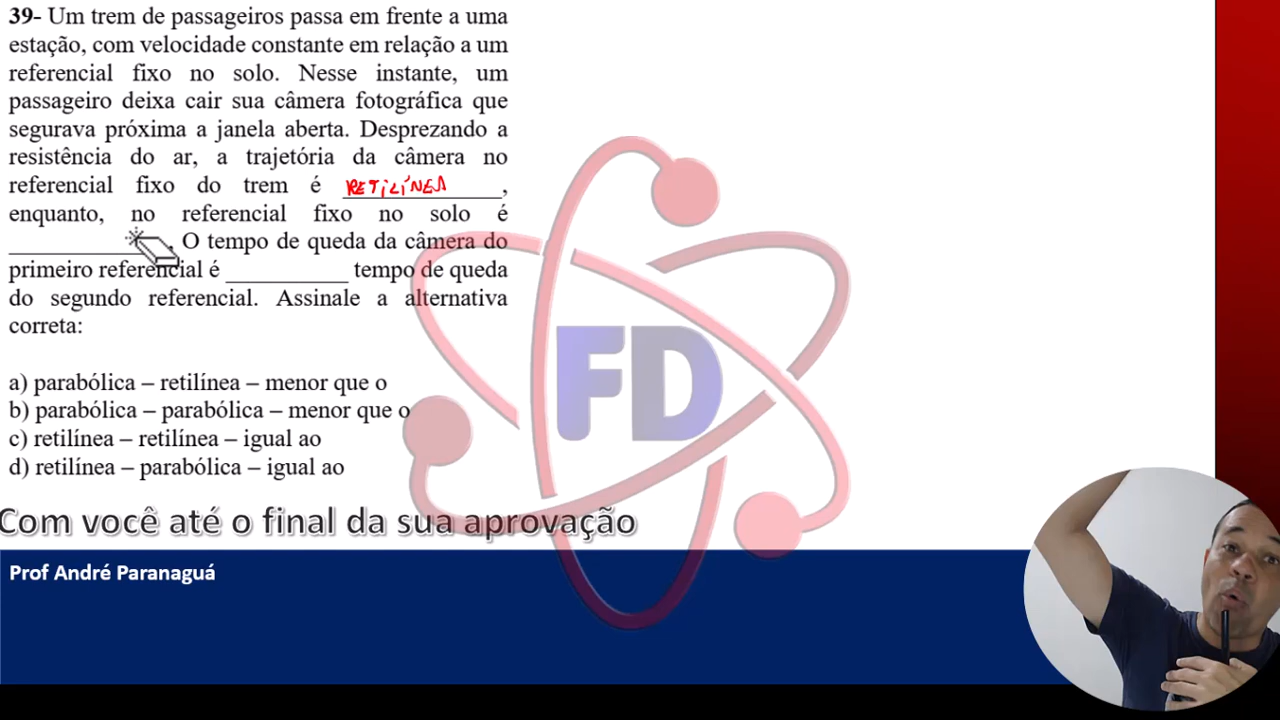 39- Um trem de passageiros passa em frente a uma
estação, com velocidade constante em relação a um
referencial fixo no solo. Nesse instante, um
passageiro deixa cair sua câmera fotográfica que
segurava próxima a janela aberta. Desprezando a
resistência do ar, a trajetória da câmera no
referencial fixo do trem é RETILÍNEA,
enquanto, no referencial fixo no solo é
____________. O tempo de queda da câmera do
primeiro referencial é ___________ tempo de queda
do segundo referencial. Assinale a alternativa
correta:
a) parabólica – retilínea – menor que o
b) parabólica – parabólica – menor que o
c) retilínea – retilínea – igual ao
d) retilínea – parabólica – igual ao
FD
Com você até o final da sua aprovação
Prof André Paranaguá